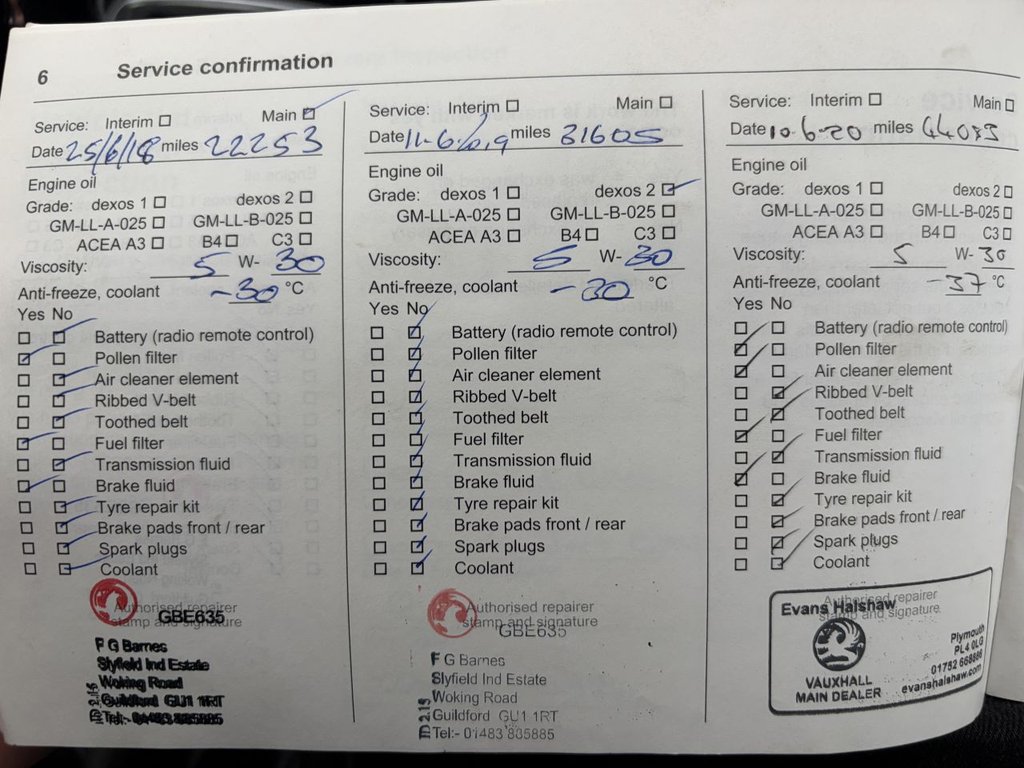 6 Service confirmation
Service: Interim Main
Date 25/6/18 miles 22253
Engine oil
Grade: dexos 1 dexos 2
GM-LL-A-025 GM-LL-B-025
ACEA A3 B4 C3
Viscosity: 5 W- 30
Anti-freeze, coolant -30 °C
Yes No
Battery (radio remote control)
Pollen filter
Air cleaner element
Ribbed V-belt
Toothed belt
Fuel filter
Transmission fluid
Brake fluid
Tyre repair kit
Brake pads front / rear
Spark plugs
Coolant
Authorised repairer
stamp and signature
GBE635
F G Barnes
Slyfield Ind Estate
Woking Road
Guildford GU1 1RT
Tel:- 01483 885885
Service: Interim Main
Date 11-6-2019 miles 31605
Engine oil
Grade: dexos 1 dexos 2
GM-LL-A-025 GM-LL-B-025
ACEA A3 B4 C3
Viscosity: 5 W- 30
Anti-freeze, coolant -30 °C
Yes No
Battery (radio remote control)
Pollen filter
Air cleaner element
Ribbed V-belt
Toothed belt
Fuel filter
Transmission fluid
Brake fluid
Tyre repair kit
Brake pads front / rear
Spark plugs
Coolant
Authorised repairer
stamp and signature
GBE635
F G Barnes
Slyfield Ind Estate
Woking Road
Guildford GU1 1RT
Tel:- 01483 885885
Service: Interim Main
Date 10.6.20 miles
Engine oil
Grade: dexos 1 dexos 2
GM-LL-A-025 GM-LL-B-025
ACEA A3 B4 C3
Viscosity: 5 W- 30
Anti-freeze, coolant -37 °C
Yes No
Battery (radio remote control)
Pollen filter
Air cleaner element
Ribbed V-belt
Toothed belt
Fuel filter
Transmission fluid
Brake fluid
Tyre repair kit
Brake pads front / rear
Spark plugs
Coolant
Authorised repairer
stamp and signature
Evans Halshaw
VAUXHALL
MAIN DEALER
Plymouth
PL4 0LG
01752 668886
evanshalshaw.com